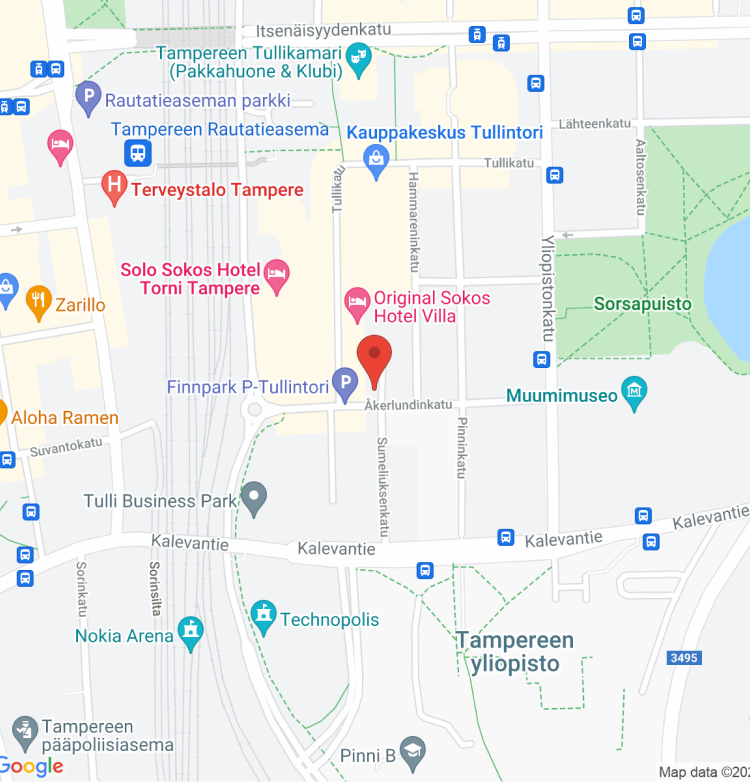 Itsenäisyydenkatu
Tampereen Tullikamari
(Pakkahuone & Klubi)
P
Rautatieaseman parkki
Tampereen Rautatieasema
Kauppakeskus Tullintori
Lähteenkatu
Tullikatu
Aaltosenkatu
H
Terveystalo Tampere
Tullikatu
Hammareninkatu
Yliopistonkatu
Solo Sokos Hotel
Torni Tampere
Original Sokos
Hotel Villa
Sorsapuisto
Zarillo
Finnpark P-Tullintori
P
Muumimuseo
Åkerlundinkatu
Aloha Ramen
Suvantokatu
Pinninkatu
Sumeliuksenkatu
Tulli Business Park
Kalevantie
Kalevantie
Kalevantie
Kalevantie
Sorinkatu
Sorinsilta
Technopolis
Nokia Arena
Tampereen
yliopisto
3495
Tampereen
pääpoliisiasema
Pinni B
Google
Map data ©20